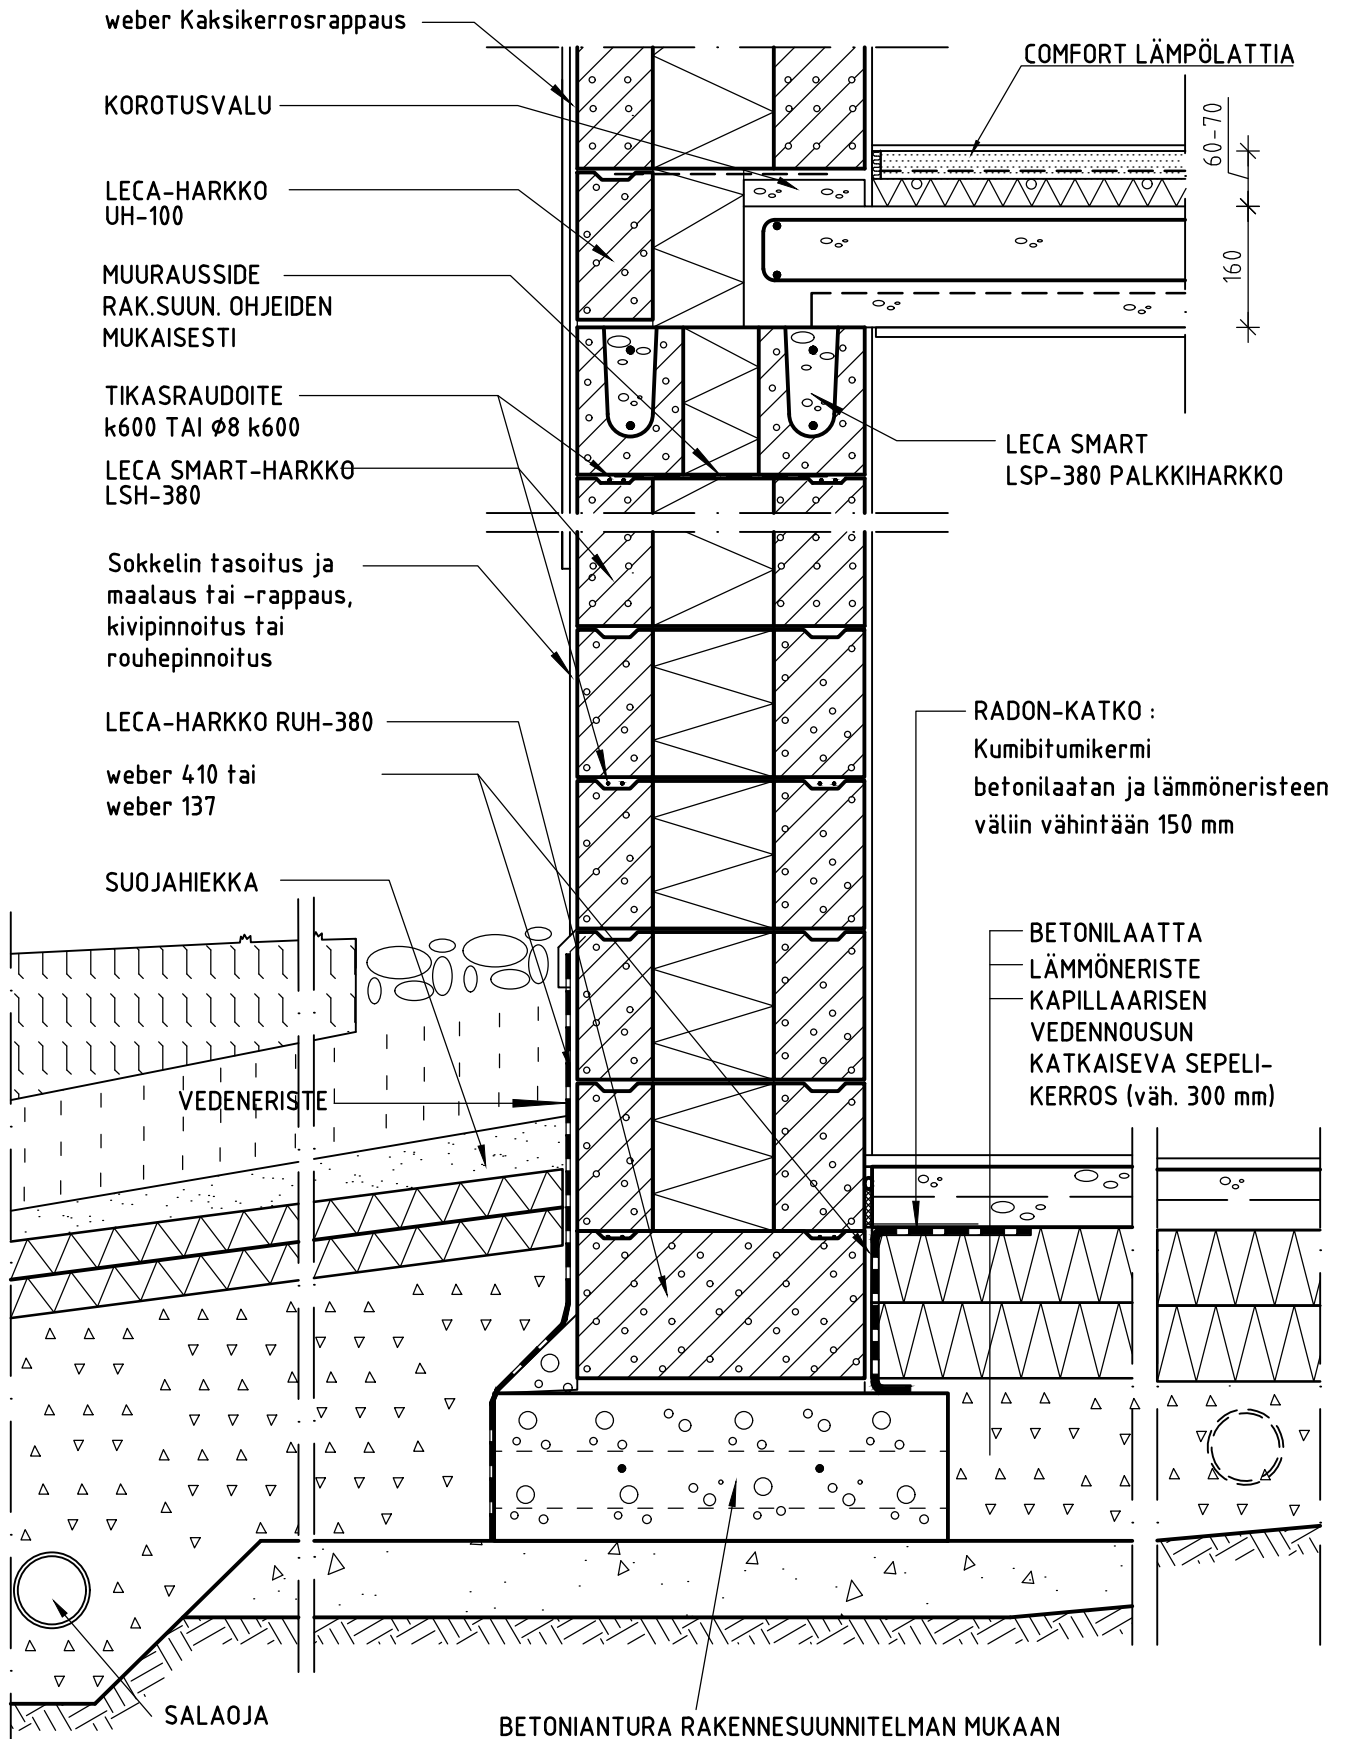 weber Kaksikerrosrappaus
COMFORT LÄMPÖLATTIA
KOROTUSVALU
60-70
LECA-HARKKO
UH-100
160
MUURAUSSIDE
RAK.SUUN. OHJEIDEN
MUKAISESTI
TIKASRAUDOITE
k600 TAI Ø8 k600
LECA SMART
LSP-380 PALKKIHARKKO
LECA SMART-HARKKO
LSH-380
Sokkelin tasoitus ja
maalaus tai -rappaus,
kivipinnoitus tai
rouhepinnoitus
LECA-HARKKO RUH-380
weber 410 tai
weber 137
RADON-KATKO :
Kumibitumikermi
betonilaatan ja lämmöneristeen
väliin vähintään 150 mm
SUOJAHIEKKA
BETONILAATTA
LÄMMÖNERISTE
KAPILLAARISEN
VEDENNOUSUN
KATKAISEVA SEPELI-
KERROS (väh. 300 mm)
VEDENERISTE
SALAOJA
BETONIANTURA RAKENNESUUNNITELMAN MUKAAN